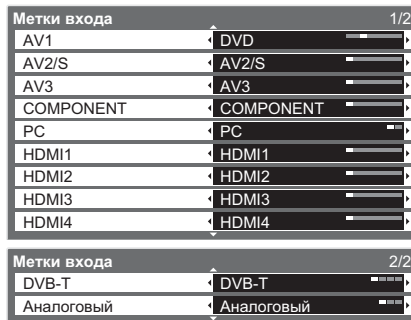 Метки входа 1/2
AV1 DVD
AV2/S AV2/S
AV3 AV3
COMPONENT COMPONENT
PC PC
HDMI1 HDMI1
HDMI2 HDMI2
HDMI3 HDMI3
HDMI4 HDMI4
Метки входа 2/2
DVB-T DVB-T
Аналоговый Аналоговый